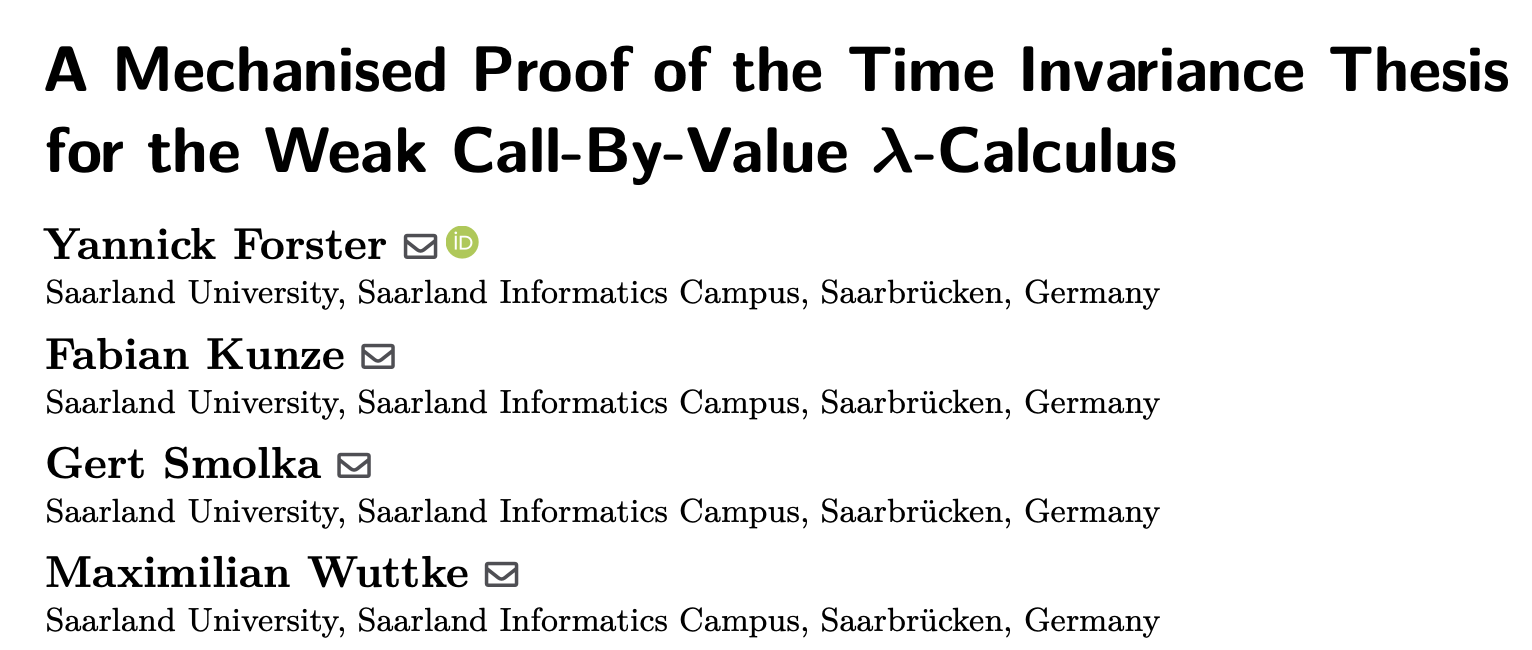 A Mechanised Proof of the Time Invariance Thesis
for the Weak Call-By-Value λ-Calculus
Yannick Forster iD
Saarland University, Saarland Informatics Campus, Saarbrücken, Germany
Fabian Kunze
Saarland University, Saarland Informatics Campus, Saarbrücken, Germany
Gert Smolka
Saarland University, Saarland Informatics Campus, Saarbrücken, Germany
Maximilian Wuttke
Saarland University, Saarland Informatics Campus, Saarbrücken, Germany